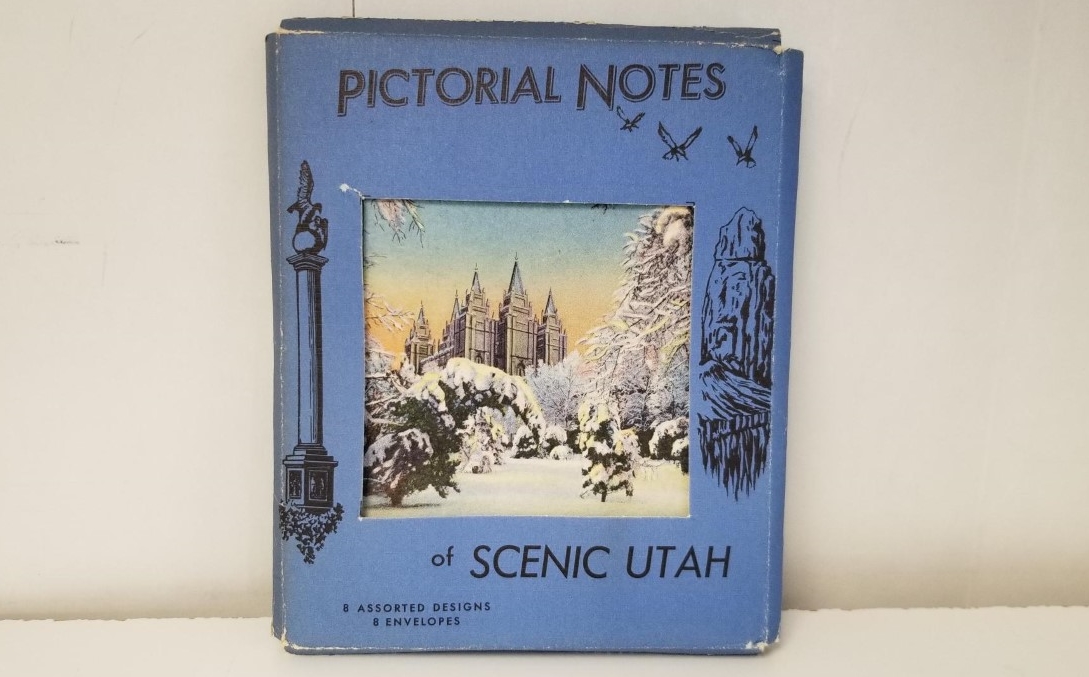 PICTORIAL NOTES
of SCENIC UTAH
8 ASSORTED DESIGNS
8 ENVELOPES